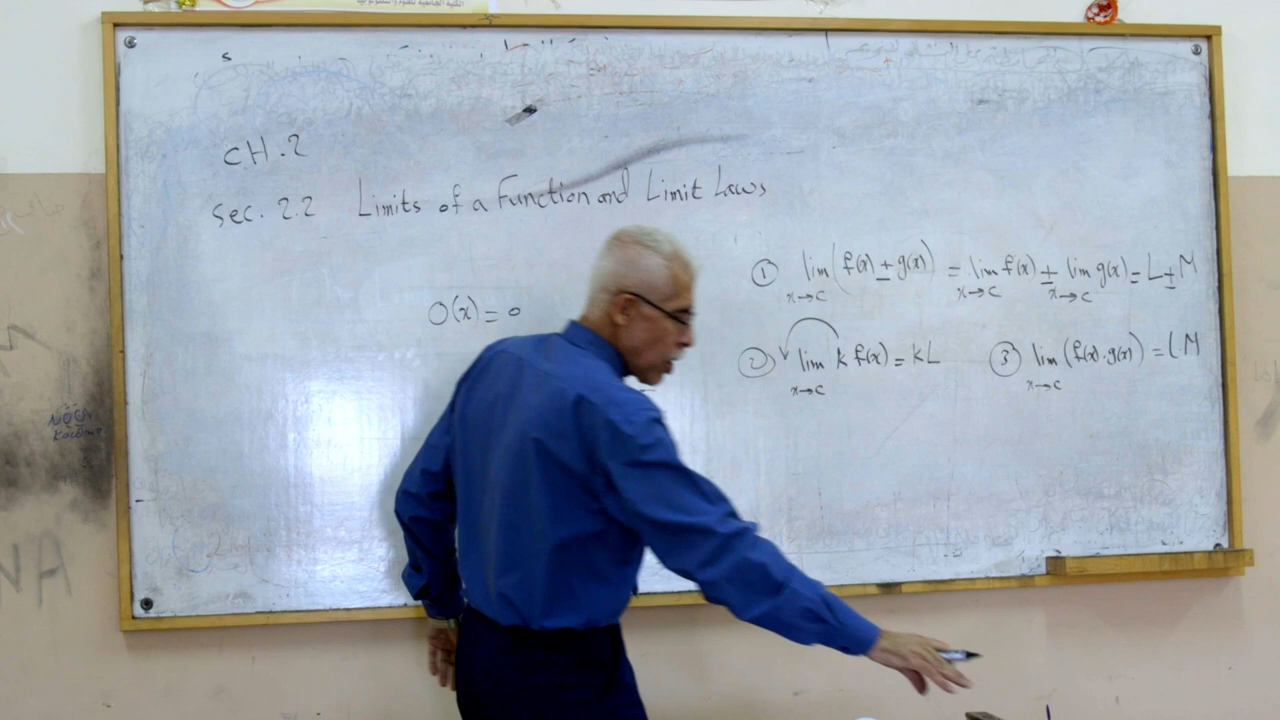 CH.2
Sec. 2.2 Limits of a Function and Limit Laws
① lim x→c (f(x) ± g(x)) = lim x→c f(x) ± lim x→c g(x) = L ± M
O(x) = 0
② lim x→c k f(x) = kL ③ lim x→c (f(x).g(x)) = L M